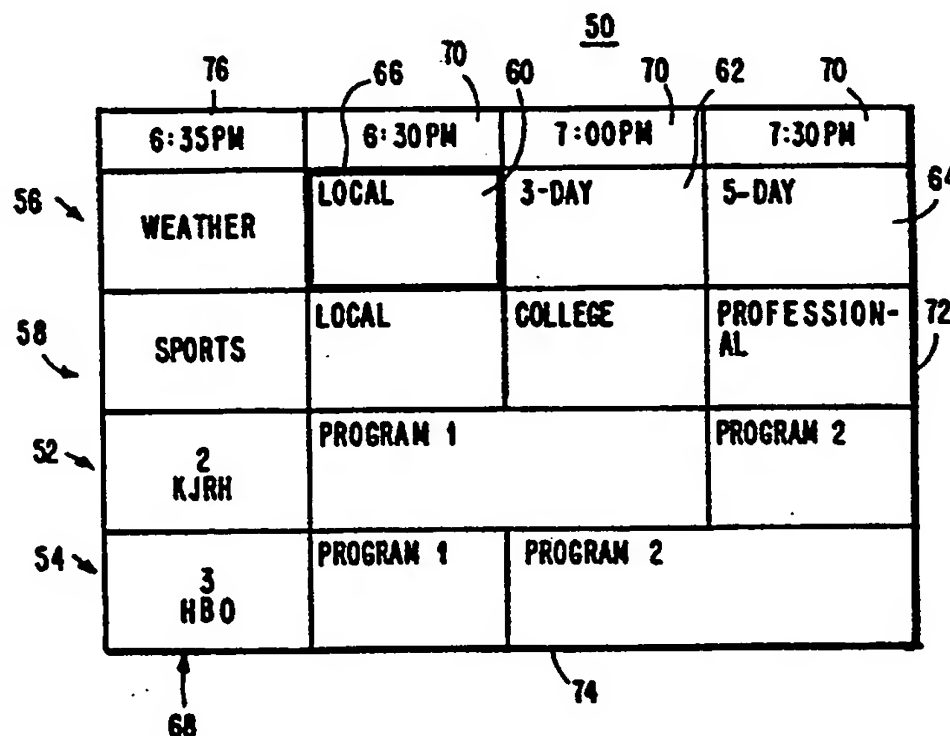 50
76
66
70
60
70
62
70
6:35PM
6:30PM
7:00PM
7:30PM
56
WEATHER
LOCAL
3-DAY
5-DAY
64
58
SPORTS
LOCAL
COLLEGE
PROFESSION-
AL
72
52
2
KJRH
PROGRAM 1
PROGRAM 2
54
3
HBO
PROGRAM 1
PROGRAM 2
68
74